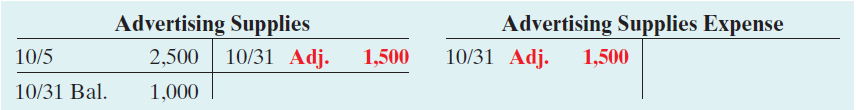 Advertising Supplies Advertising Supplies Expense
10/5 2,500 10/31 Adj. 1,500 10/31 Adj. 1,500
10/31 Bal. 1,000